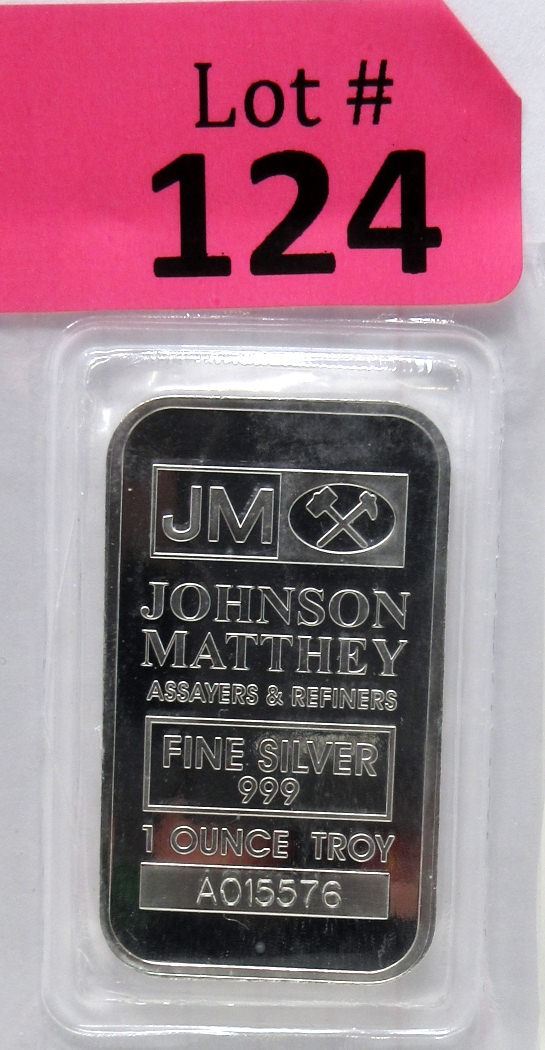 Lot #
124
JM
JOHNSON
MATTHEY
ASSAYERS & REFINERS
FINE SILVER
999
1 OUNCE TROY
A015576